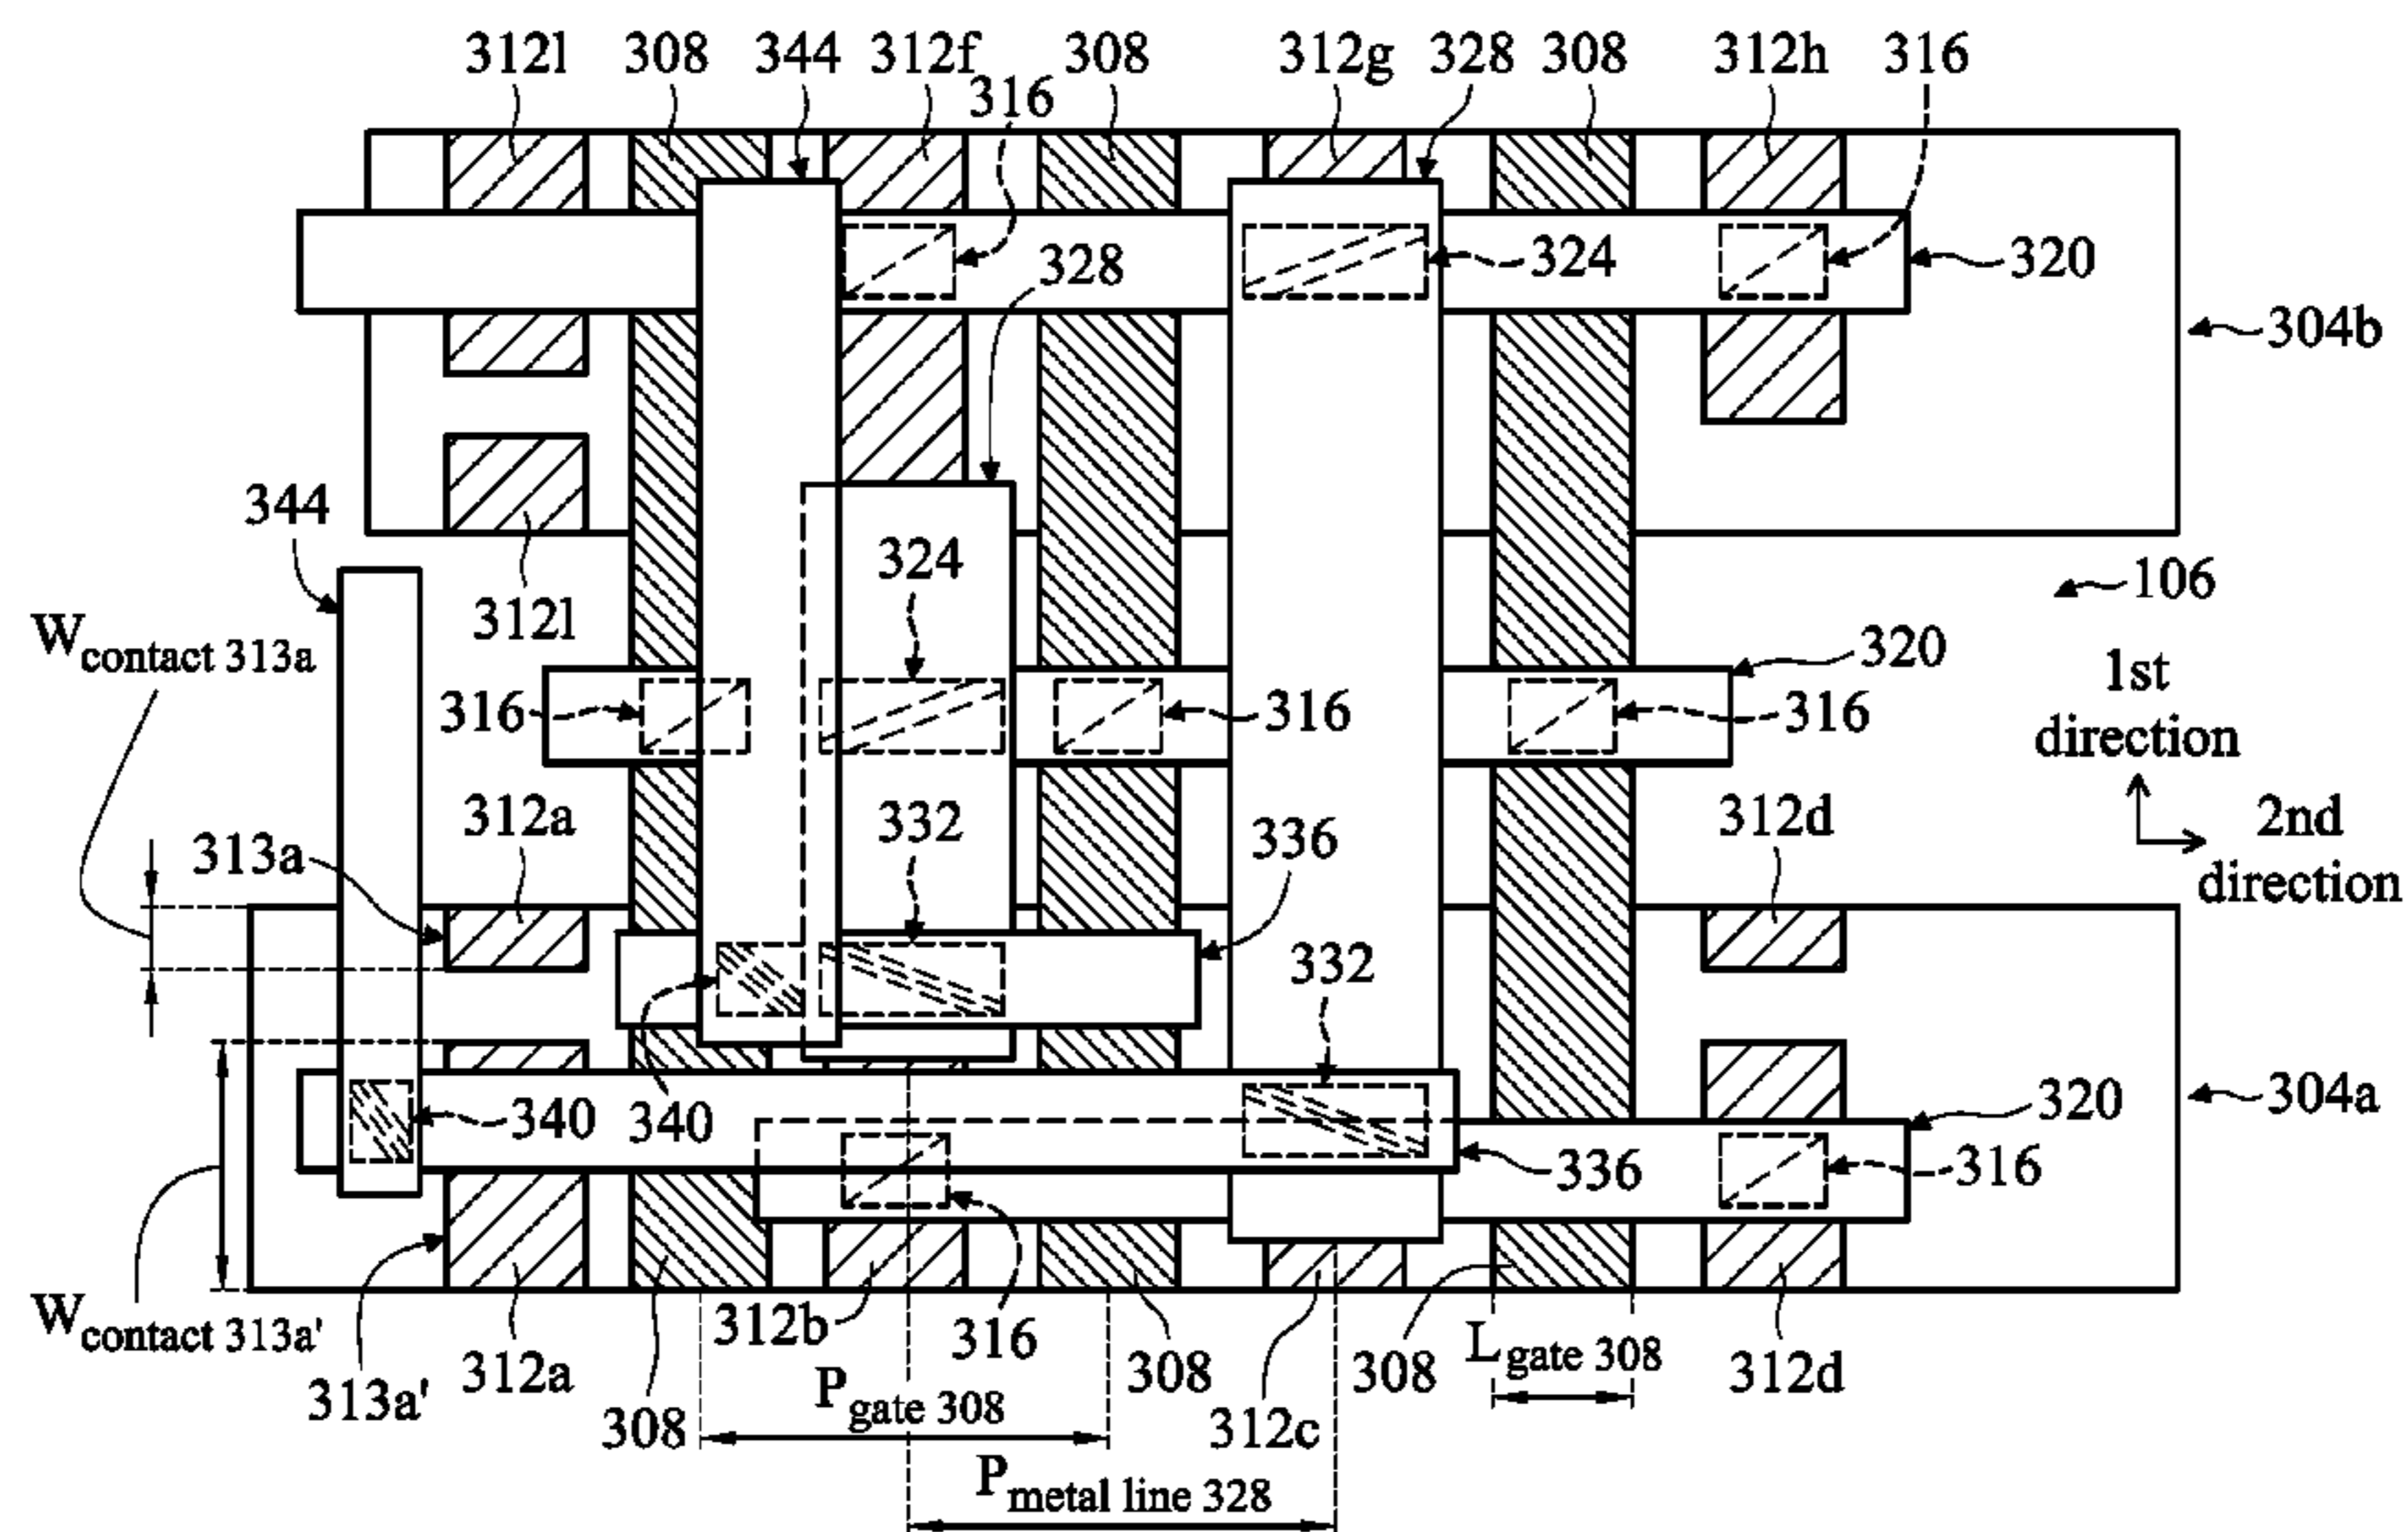 312l 308 344 312f 308 312g 328 308 312h 316
316
328 324 320
304b
344 324
312l 106
W contact 313a 320
1st direction
316 316 316
312a 332 312d 2nd direction
313a 336
332
340 340 320 304a
336 316
W contact 313a' 312b 316
313a' 312a 308 P gate 308 308 312c 308 L gate 308 312d
P metal line 328